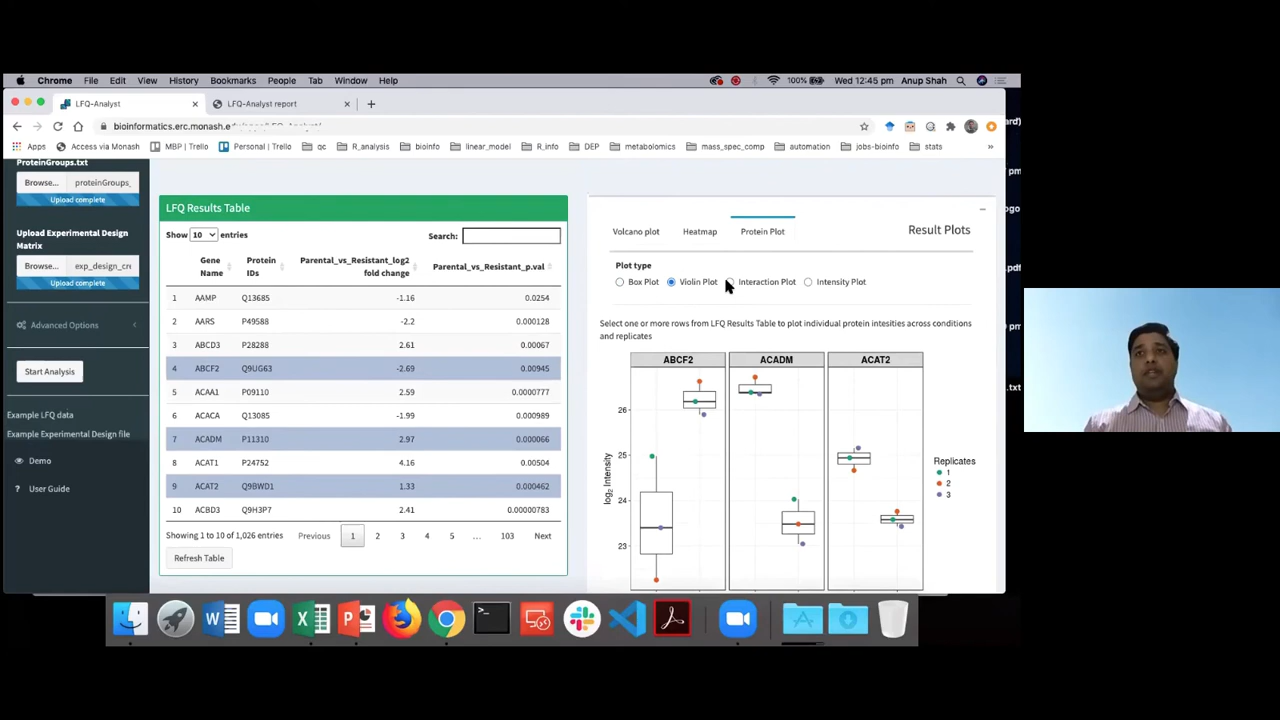 Chrome File Edit View History Bookmarks People Tab Window Help 100% Wed 12:45 pm Anup Shah
LFQ-Analyst LFQ-Analyst report
bioinformatics.erc.monash.e
Apps Access via Monash MBP | Trello Personal | Trello qc R_analysis bioinfo linear_model R_info DEP metabolomics mass_spec_comp automation jobs-bioinfo stats
ard)
pm
ogo
.pdf
pm
.txt
ProteinGroups.txt
Browse... proteinGroups_
Upload complete
Upload Experimental Design
Matrix
Browse... exp_design_cre
Upload complete
Advanced Options
Start Analysis
Example LFQ data
Example Experimental Design file
Demo
? User Guide
LFQ Results Table
Show 10 entries Search:
Gene Name Protein IDs Parental_vs_Resistant_log2 fold change Parental_vs_Resistant_p.val
1 AAMP Q13685 -1.16 0.0254
2 AARS P49588 -2.2 0.000128
3 ABCD3 P28288 2.61 0.00067
4 ABCF2 Q9UG63 -2.69 0.00945
5 ACAA1 P09110 2.59 0.0000777
6 ACACA Q13085 -1.99 0.000989
7 ACADM P11310 2.97 0.000066
8 ACAT1 P24752 4.16 0.00504
9 ACAT2 Q9BWD1 1.33 0.000462
10 ACBD3 Q9H3P7 2.41 0.00000783
Showing 1 to 10 of 1,026 entries Previous 1 2 3 4 5 ... 103 Next
Refresh Table
Volcano plot Heatmap Protein Plot Result Plots
Plot type
Box Plot Violin Plot Interaction Plot Intensity Plot
Select one or more rows from LFQ Results Table to plot individual protein intesities across conditions
and replicates
ABCF2 ACADM ACAT2
26
25
24
23
log2 Intensity
Replicates
1
2
3